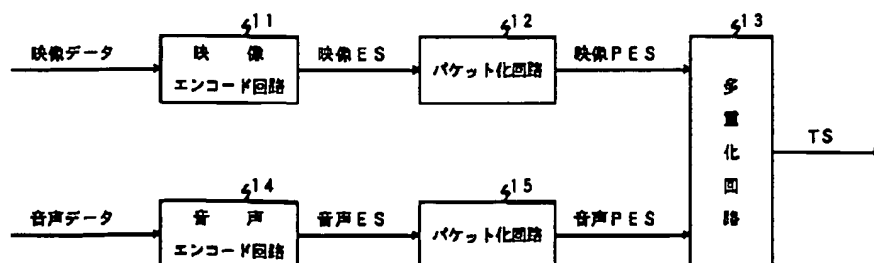 11
12
13
映像データ
映 像
エンコード回路
映像ES
パケット化回路
映像PES
多重化回路
TS
14
15
音声データ
音 声
エンコード回路
音声ES
パケット化回路
音声PES